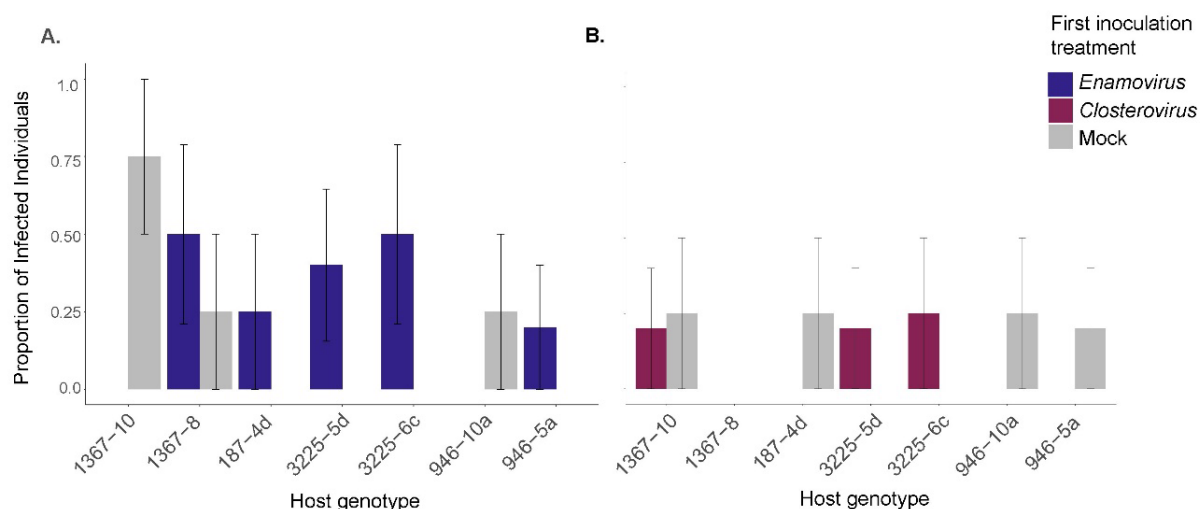 A.
B.
First inoculation
treatment
Enamovirus
Closterovirus
Mock
Proportion of Infected Individuals
1.0
0.75
0.50
0.25
0.0
1367−10
1367−8
187−4d
3225−5d
3225−6c
946−10a
946−5a
Host genotype
1367−10
1367−8
187−4d
3225−5d
3225−6c
946−10a
946−5a
Host genotype